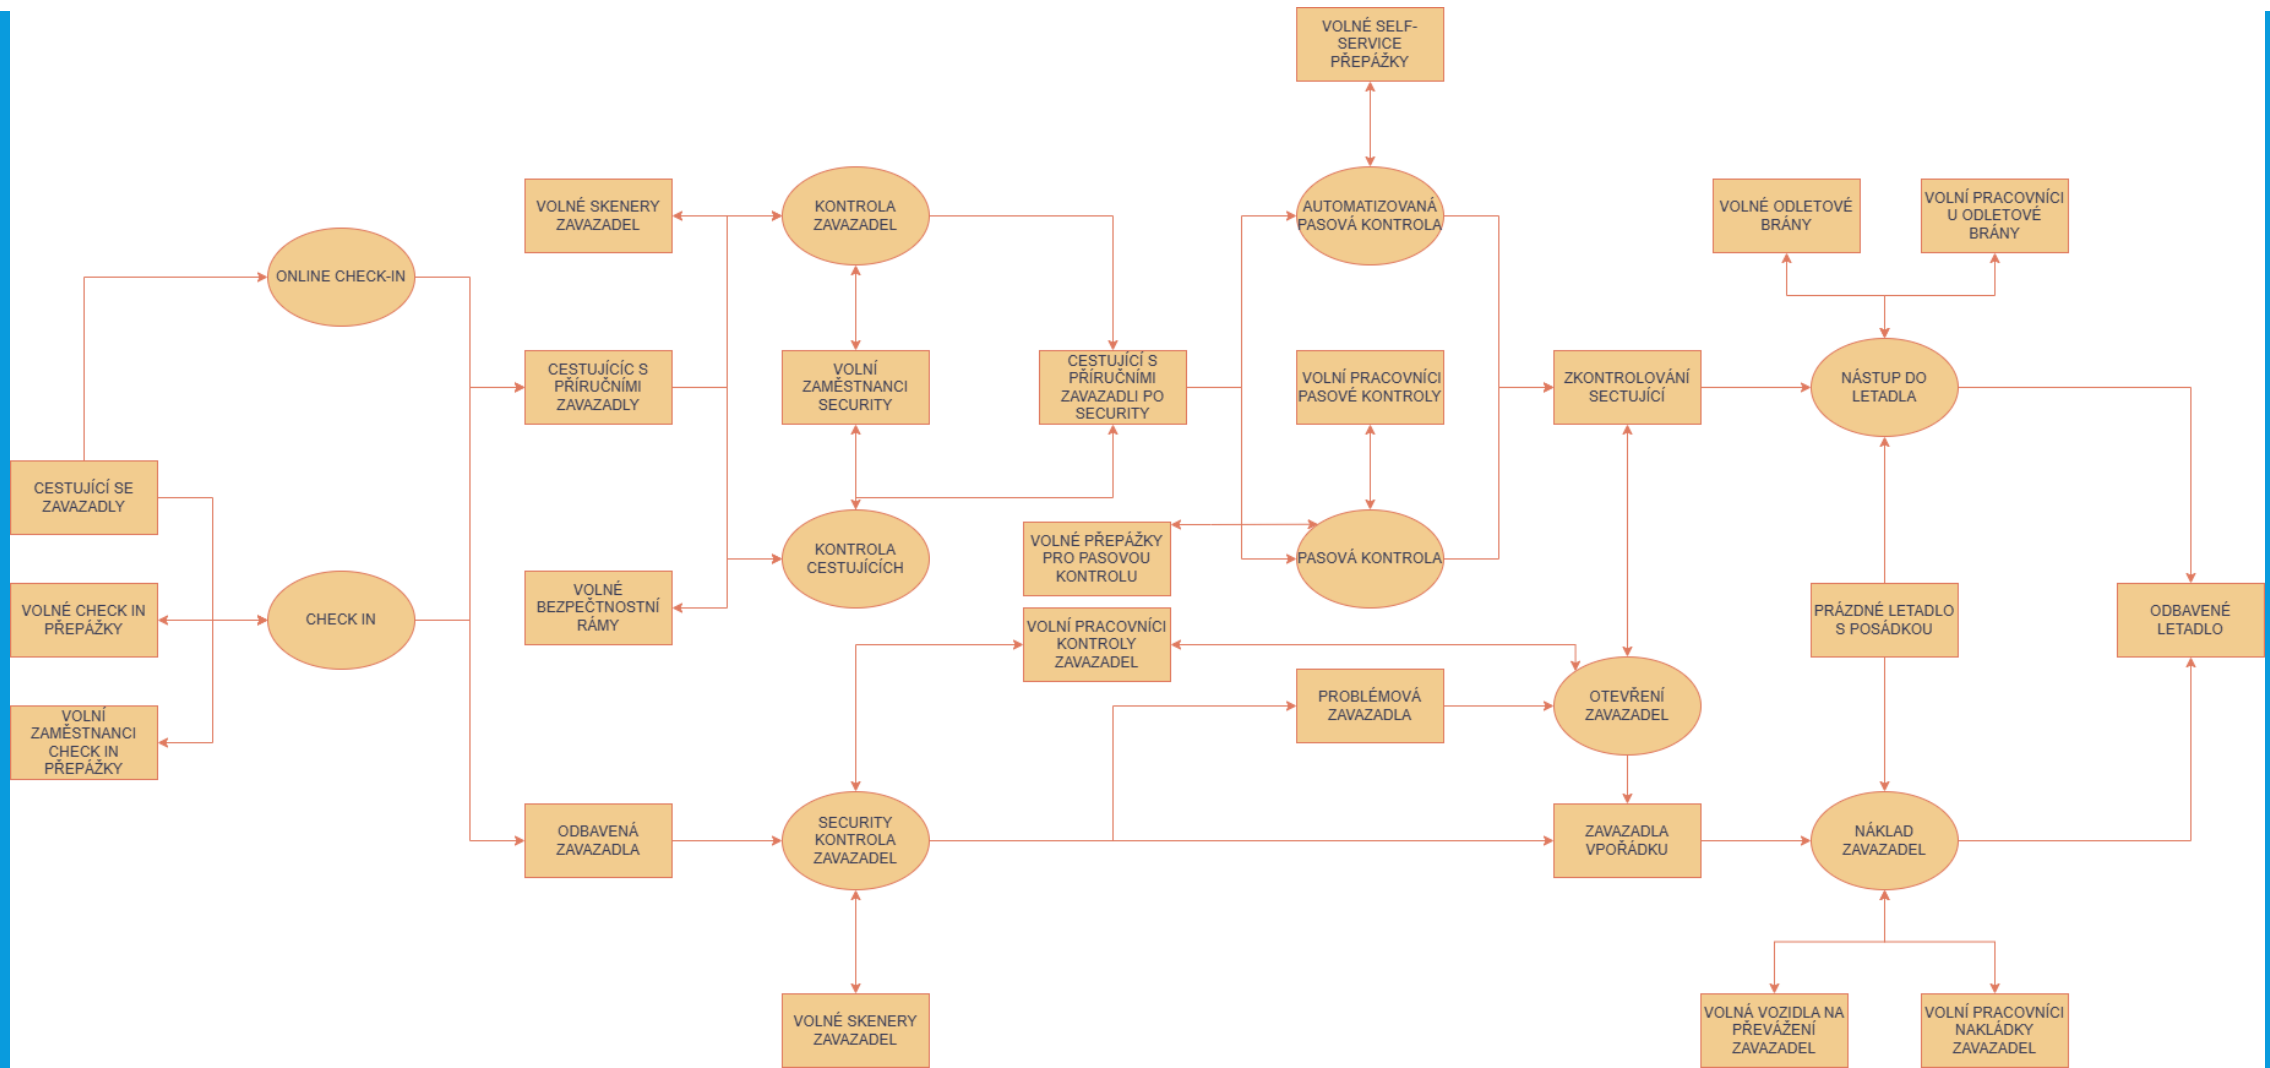 VOLNÉ SELF-
SERVICE
PŘEPÁŽKY
VOLNÉ SKENERY
ZAVAZADEL
KONTROLA
ZAVAZADEL
AUTOMATIZOVANÁ
PASOVÁ KONTROLA
VOLNÉ ODLETOVÉ
BRÁNY
VOLNÍ PRACOVNÍCI
U ODLETOVÉ
BRÁNY
ONLINE CHECK-IN
CESTUJÍCÍC S
PŘÍRUČNÍMI
ZAVAZADLY
VOLNÍ
ZAMĚSTNANCI
SECURITY
CESTUJÍCÍ S
PŘÍRUČNÍMI
ZAVAZADLI PO
SECURITY
VOLNÍ PRACOVNÍCI
PASOVÉ KONTROLY
ZKONTROLOVÁNÍ
SECTUJÍCÍ
NÁSTUP DO
LETADLA
CESTUJÍCÍ SE
ZAVAZADLY
VOLNÉ PŘEPÁŽKY
PRO PASOVOU
KONTROLU
KONTROLA
CESTUJÍCÍCH
PASOVÁ KONTROLA
VOLNÉ CHECK IN
PŘEPÁŽKY
CHECK IN
VOLNÉ
BEZPEČTNOSTNÍ
RÁMY
VOLNÍ PRACOVNÍCI
KONTROLY
ZAVAZADEL
PRÁZDNÉ LETADLO
S POSÁDKOU
ODBAVENÉ
LETADLO
VOLNÍ
ZAMĚSTNANCI
CHECK IN
PŘEPÁŽKY
PROBLÉMOVÁ
ZAVAZADLA
OTEVŘENÍ
ZAVAZADEL
ODBAVENÁ
ZAVAZADLA
SECURITY
KONTROLA
ZAVAZADEL
ZAVAZADLA
VPOŘÁDKU
NÁKLAD
ZAVAZADEL
VOLNÉ SKENERY
ZAVAZADEL
VOLNÁ VOZIDLA NA
PŘEVÁŽENÍ
ZAVAZADEL
VOLNÍ PRACOVNÍCI
NAKLÁDKY
ZAVAZADEL